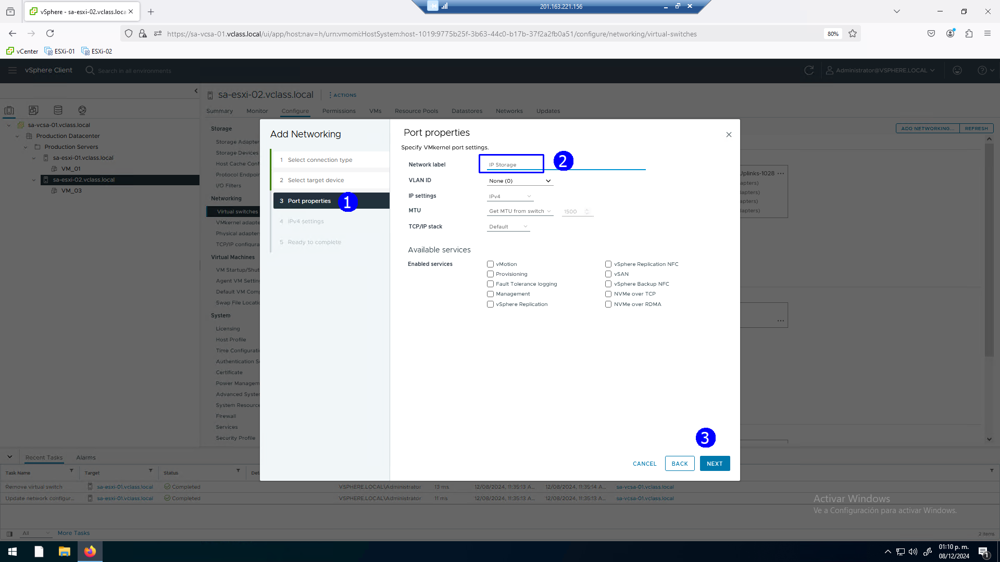 vSphere - sa-esxi-02.vclass.loca
201.163.221.156
https://sa-vcsa-01.vclass.local/ui/app/host;nav=h/urn:vmomi:HostSystem:host-1019:9775b25f-3b63-44c0-b17b-37f2a2fb0a51/configure/networking/virtual-switches
80%
vCenter ESXi-01 ESXi-02
vSphere Client Search in all environments Administrator@VSPHERE.LOCAL
sa-esxi-02.vclass.local ACTIONS
Summary Monitor Configure Permissions VMs Resource Pools Datastores Networks Updates
sa-vcsa-01.vclass.local
Production Datacenter
Production Servers
sa-esxi-01.vclass.local
VM_01
sa-esxi-02.vclass.local
VM_03
Storage
Storage Adapter
Storage Devices
Host Cache Conf
Protocol Endpoin
I/O Filters
Networking
Virtual switches
VMkernel adapte
Physical adapters
TCP/IP configura
Virtual Machines
VM Startup/Shut
Agent VM Settin
Default VM Comp
Swap File Locatio
System
Licensing
Host Profile
Time Configuratio
Authentication Se
Certificate
Power Managem
Advanced System
System Resource
Firewall
Services
Security Profile
ADD NETWORKING... REFRESH
Uplinks-1028 ...
apters)
lapters)
apters)
lapters)
...
Add Networking
1 Select connection type
2 Select target device
3 Port properties
1
4 IPv4 settings
5 Ready to complete
Port properties
Specify VMkernel port settings.
Network label IP Storage
2
VLAN ID None (0)
IP settings IPv4
MTU Get MTU from switch 1500
TCP/IP stack Default
Available services
Enabled services
vMotion
Provisioning
Fault Tolerance logging
Management
vSphere Replication
vSphere Replication NFC
vSAN
vSphere Backup NFC
NVMe over TCP
NVMe over RDMA
3
CANCEL BACK NEXT
Recent Tasks Alarms
Task Name Target Status Det
Remove virtual switch sa-esxi-01.vclass.local Completed VSPHERE.LOCAL\Administrator 13 ms 12/08/2024, 11:35:13 A... 12/08/2024, 11:35:14 A... sa-vcsa-01.vclass.local
Update network configur... sa-esxi-01.vclass.local Completed VSPHERE.LOCAL\Administrator 11 ms 12/08/2024, 11:35:13 A... 12/08/2024, 11:35:13 A... sa-vcsa-01.vclass.local
Activar Windows
Ve a Configuración para activar Windows.
All More Tasks
2 items
01:10 p. m.
08/12/2024
1